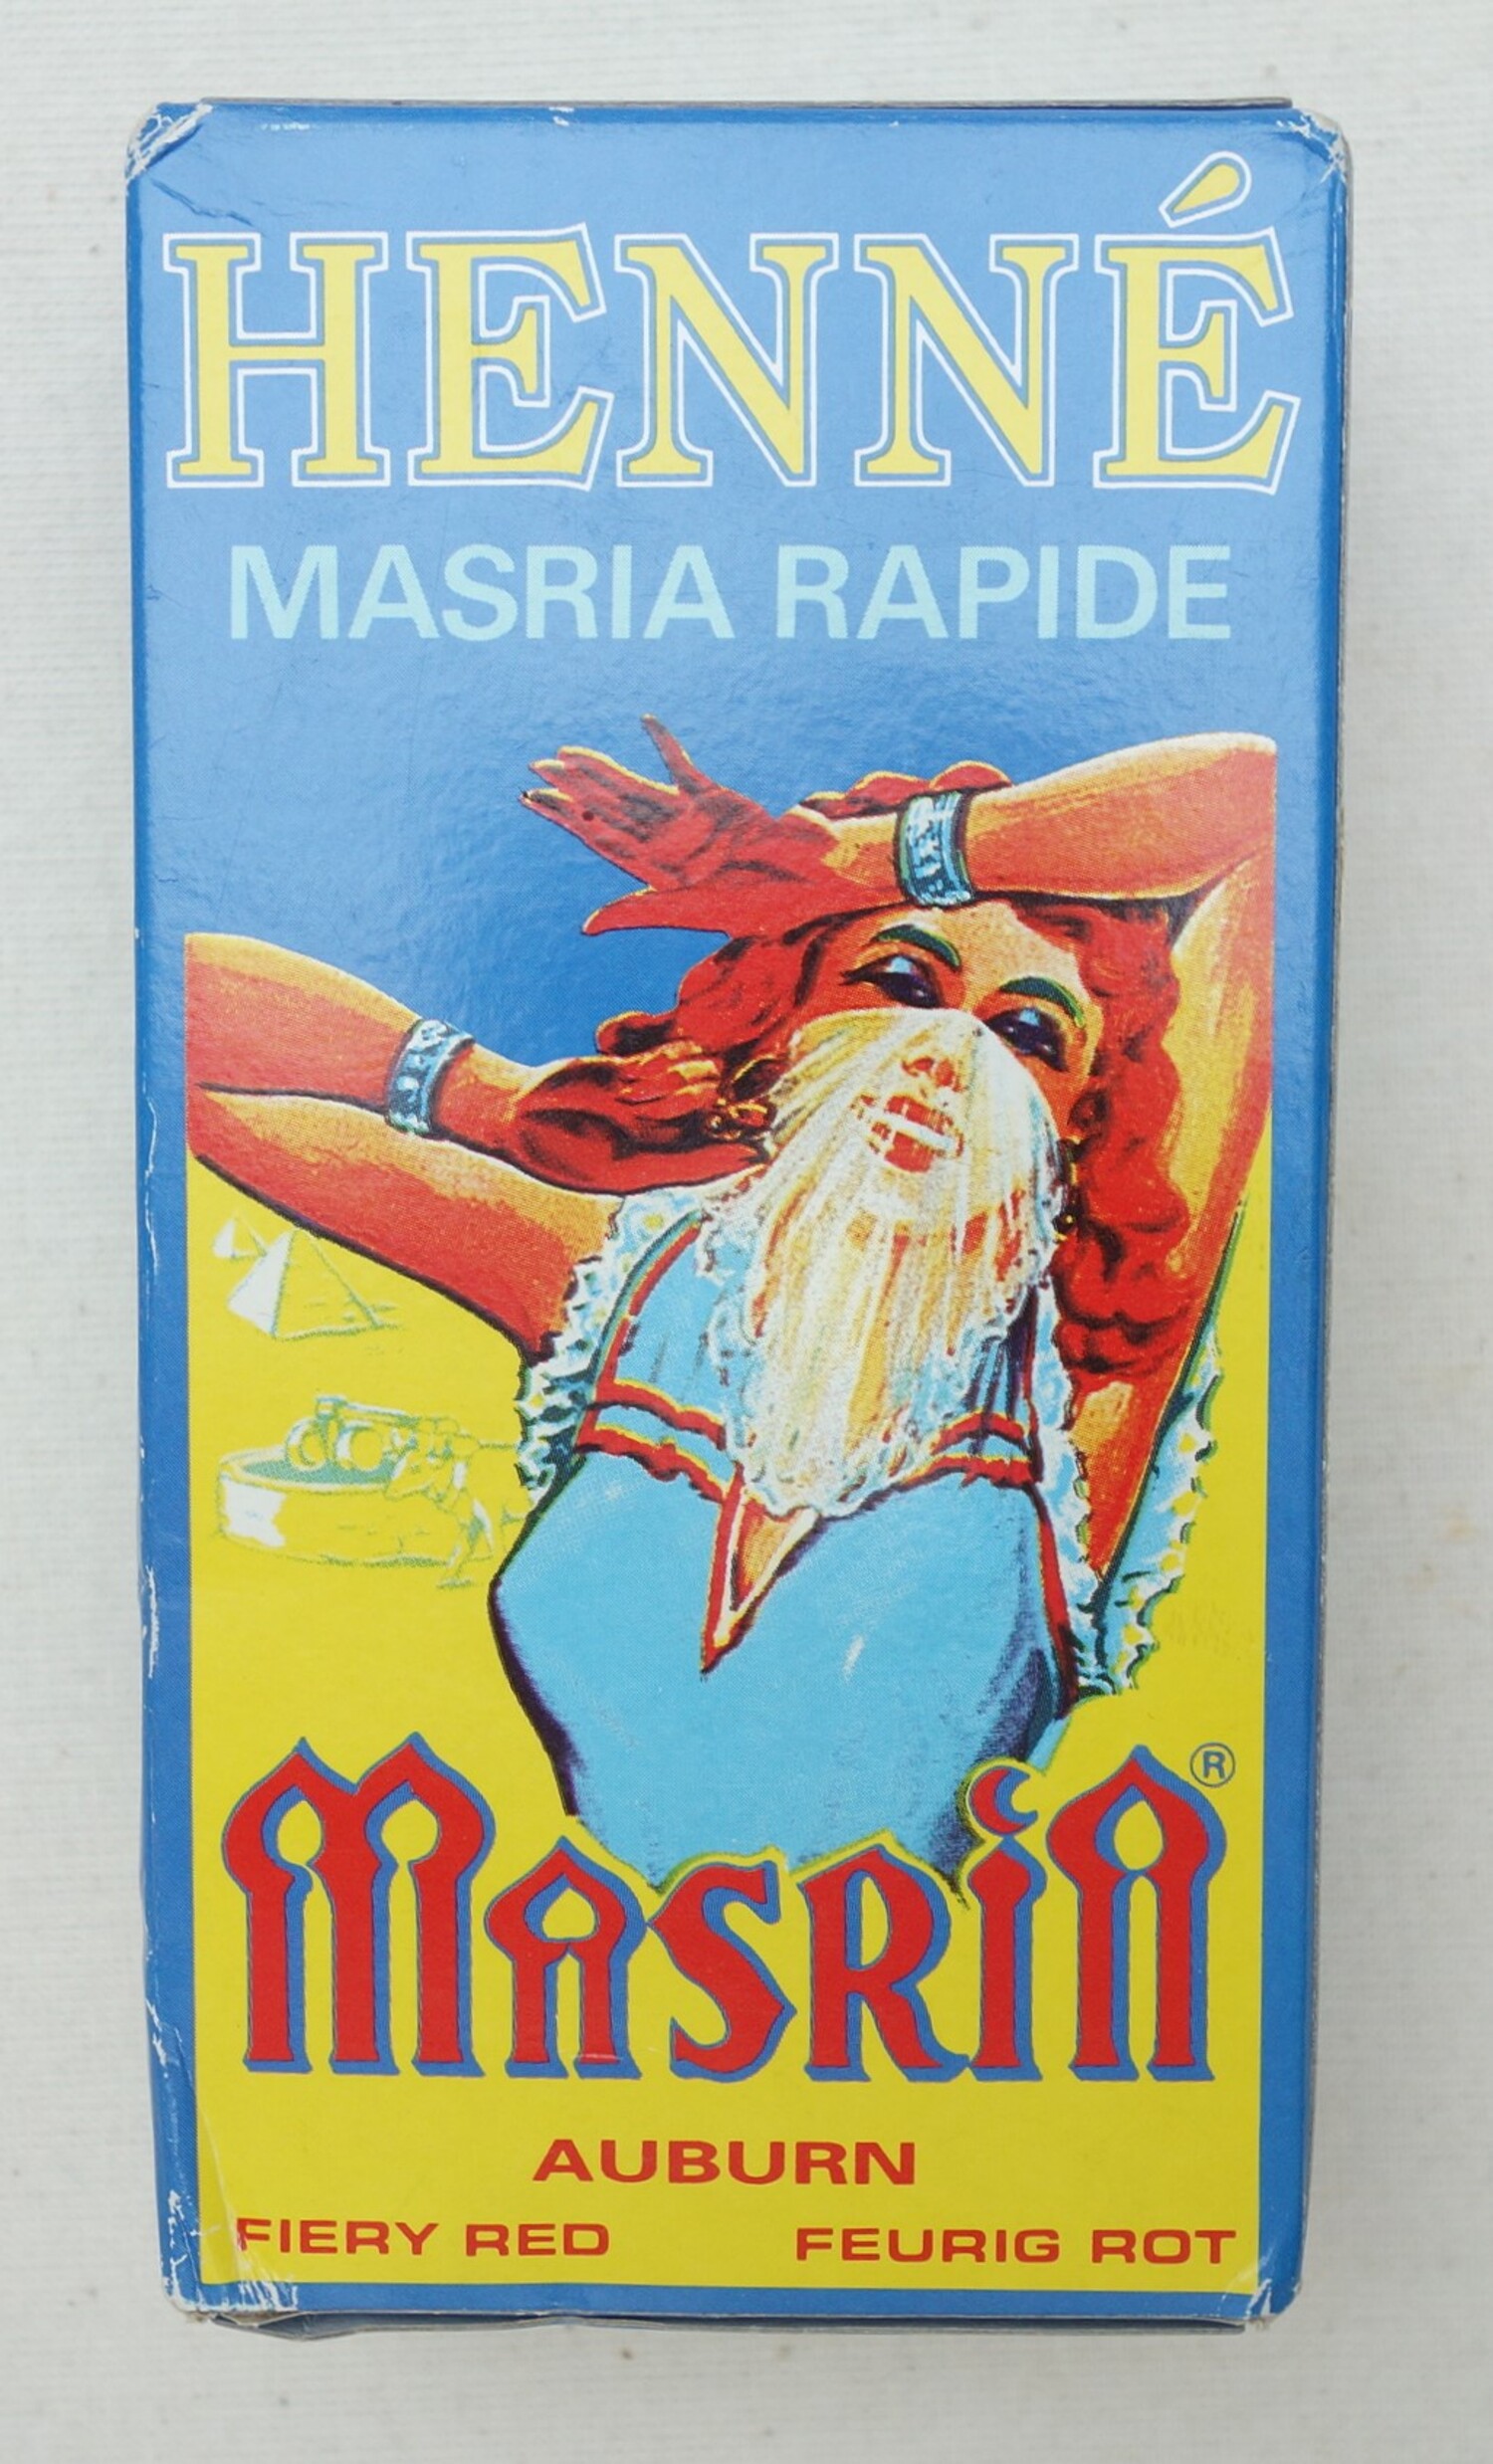 HENNÉ
MASRIA RAPIDE
MASRIA ®
AUBURN
FIERY RED FEURIG ROT